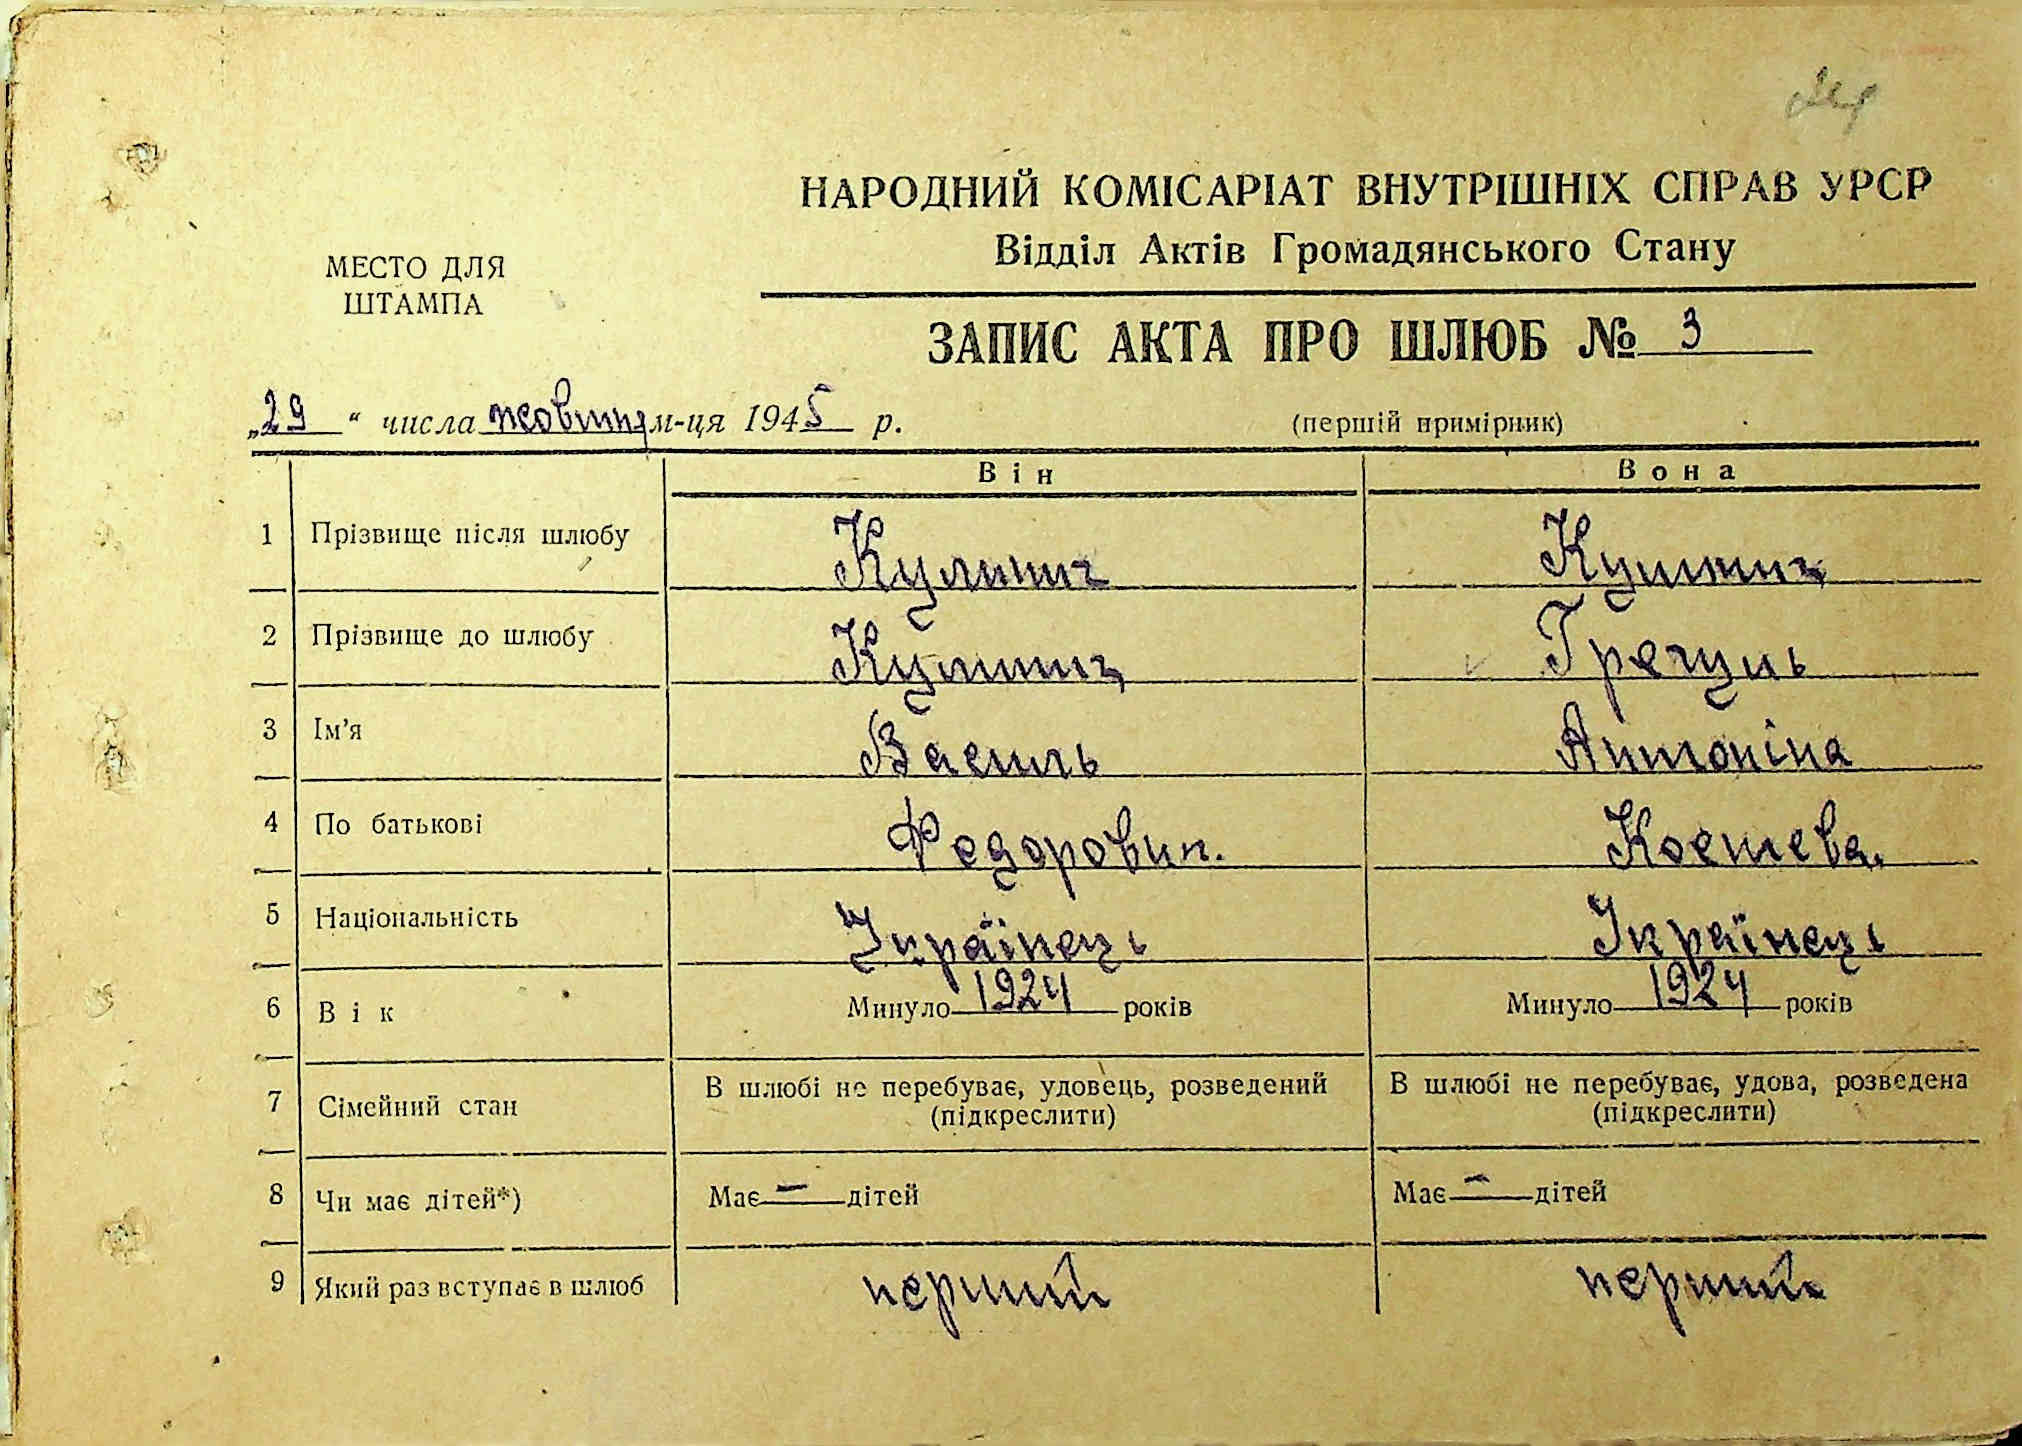 НАРОДНИЙ КОМІСАРІАТ ВНУТРІШНІХ СПРАВ УРСР
Відділ Актів Громадянського Стану
МЕСТО ДЛЯ
ШТАМПА
ЗАПИС АКТА ПРО ШЛЮБ № 3
„29“ числа жовтня м-ця 1945 р.
(першій примірник)
Він Вона
1 Прізвище після шлюбу Кулинич Кулинич
2 Прізвище до шлюбу Кулинич Гречуль
3 Ім'я Василь Антоніна
4 По батькові Федорович. Костева.
5 Національність Українець Українець
6 Вік Минуло 1924 років Минуло 1924 років
7 Сімейний стан В шлюбі не перебуває, удовець, розведений В шлюбі не перебуває, удова, розведена
(підкреслити) (підкреслити)
8 Чи має дітей*) Має — дітей Має — дітей
9 Який раз вступає в шлюб перший перший